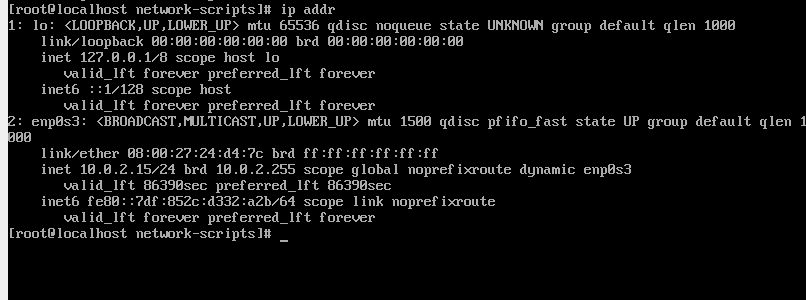 [root@localhost network-scripts]# ip addr
1: lo: <LOOPBACK,UP,LOWER_UP> mtu 65536 qdisc noqueue state UNKNOWN group default qlen 1000
    link/loopback 00:00:00:00:00:00 brd 00:00:00:00:00:00
    inet 127.0.0.1/8 scope host lo
       valid_lft forever preferred_lft forever
    inet6 ::1/128 scope host
       valid_lft forever preferred_lft forever
2: enp0s3: <BROADCAST,MULTICAST,UP,LOWER_UP> mtu 1500 qdisc pfifo_fast state UP group default qlen 1
000
    link/ether 08:00:27:24:d4:7c brd ff:ff:ff:ff:ff:ff
    inet 10.0.2.15/24 brd 10.0.2.255 scope global noprefixroute dynamic enp0s3
       valid_lft 86390sec preferred_lft 86390sec
    inet6 fe80::7df:852c:d332:a2b/64 scope link noprefixroute
       valid_lft forever preferred_lft forever
[root@localhost network-scripts]# _